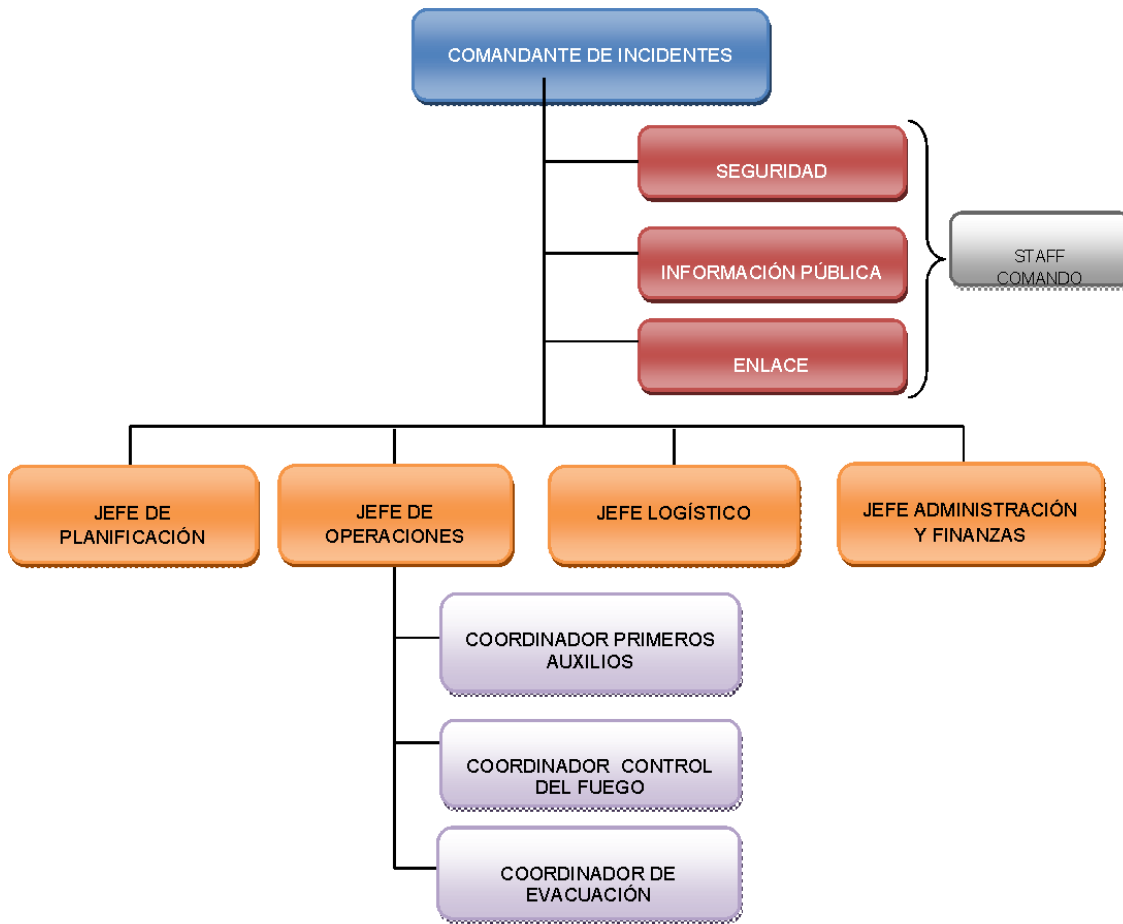 COMANDANTE DE INCIDENTES
SEGURIDAD
INFORMACIÓN PÚBLICA
STAFF
COMANDO
ENLACE
JEFE DE
PLANIFICACIÓN
JEFE DE
OPERACIONES
JEFE LOGÍSTICO
JEFE ADMINISTRACIÓN
Y FINANZAS
COORDINADOR PRIMEROS
AUXILIOS
COORDINADOR  CONTROL
DEL FUEGO
COORDINADOR DE
EVACUACIÓN